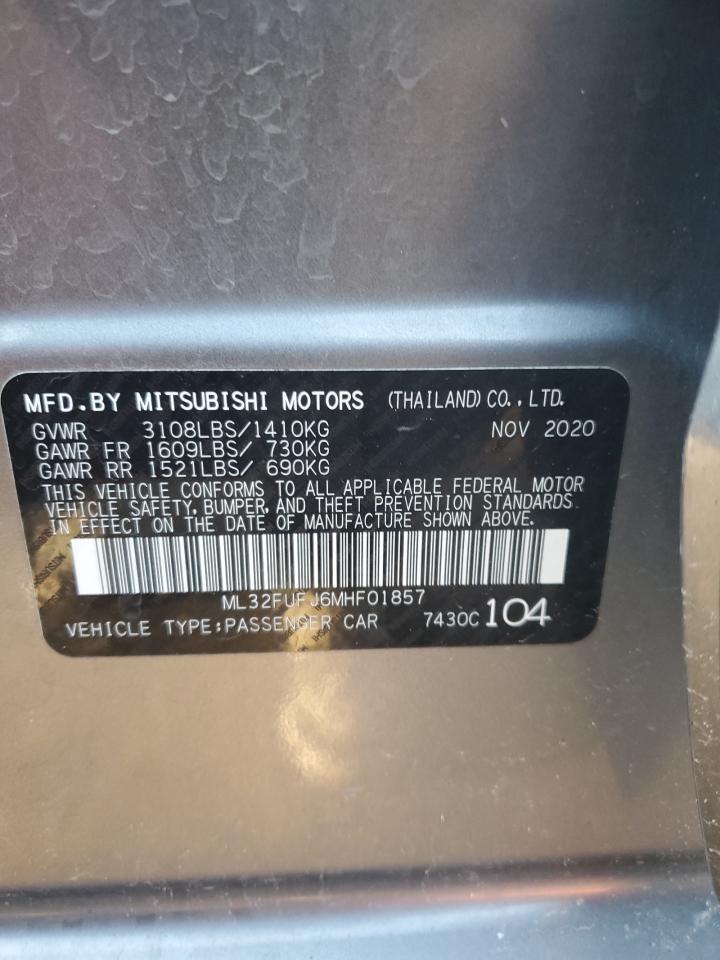 MFD.BY MITSUBISHI MOTORS (THAILAND)CO.,LTD.
GVWR 3108LBS/1410KG NOV 2020
GAWR FR 1609LBS/ 730KG
GAWR RR 1521LBS/ 690KG
THIS VEHICLE CONFORMS TO ALL APPLICABLE FEDERAL MOTOR
VEHICLE SAFETY, BUMPER, AND THEFT PREVENTION STANDARDS
IN EFFECT ON THE DATE OF MANUFACTURE SHOWN ABOVE.
ML32FUFJ6MHF01857
VEHICLE TYPE:PASSENGER CAR 7430C 104